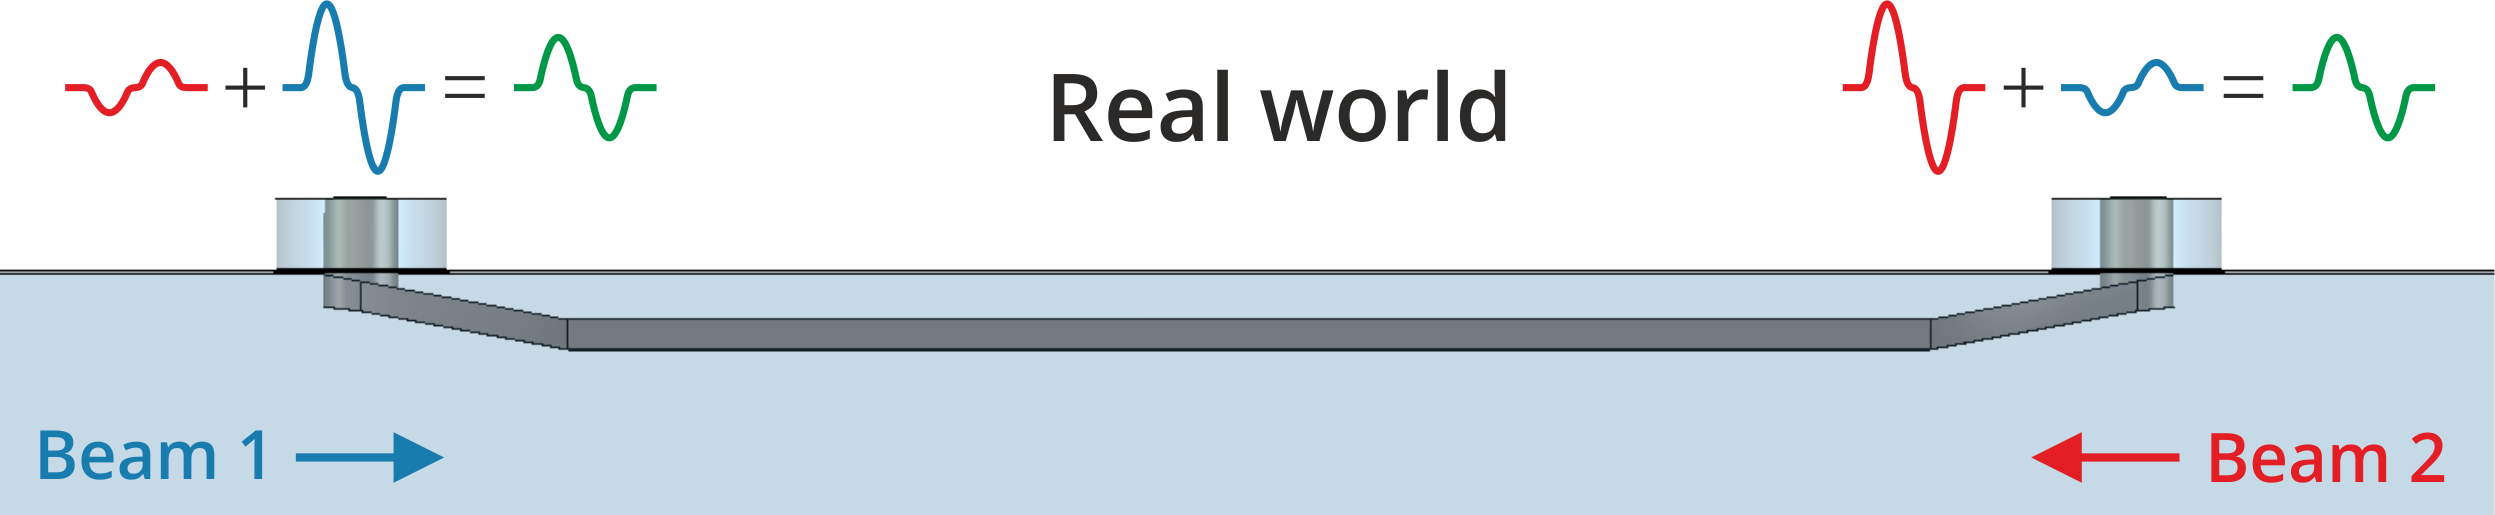 + =
Real world
+ =
Beam 1
Beam 2